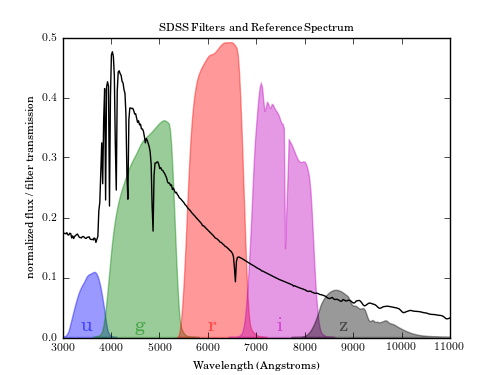 SDSS Filters and Reference Spectrum
normalized flux / filter transmission
0.5
0.4
0.3
0.2
0.1
0.0
u g r i z
3000 4000 5000 6000 7000 8000 9000 10000 11000
Wavelength (Angstroms)